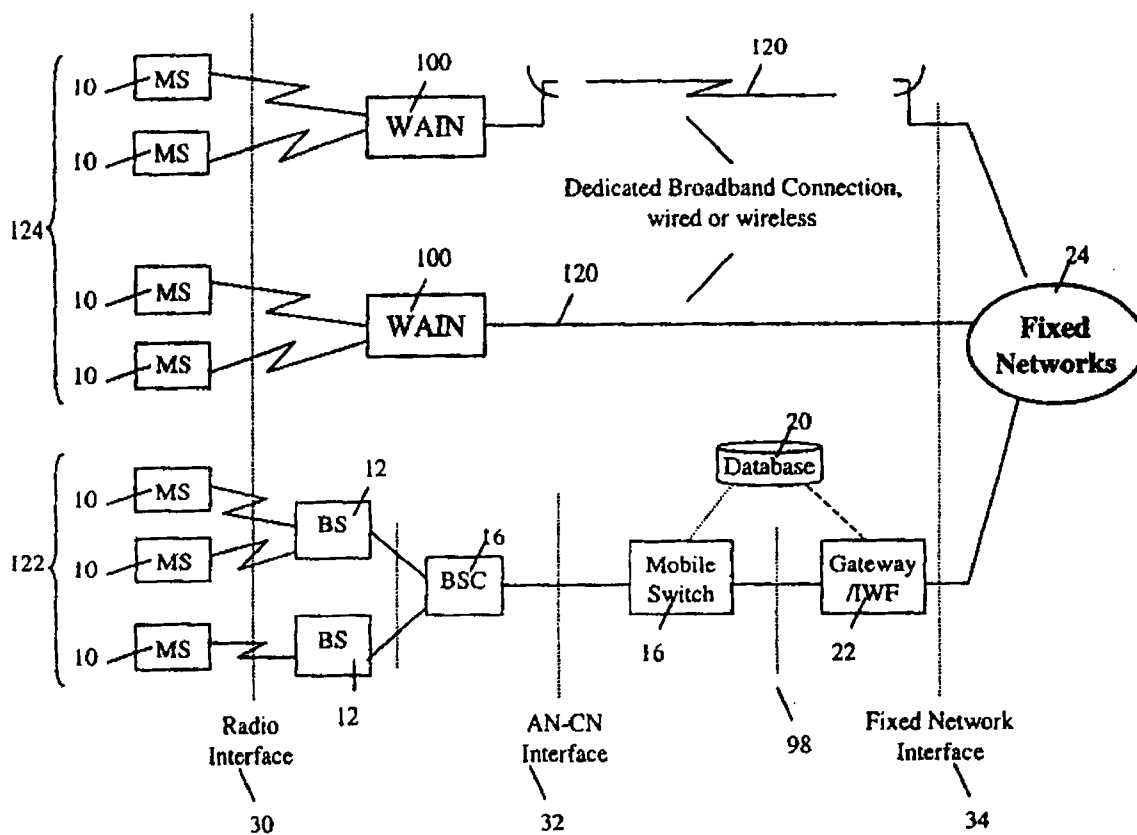 120
100
10 MS
WAIN
10 MS
Dedicated Broadband Connection,
wired or wireless
124
100
24
10 MS
120
WAIN
Fixed
Networks
10 MS
20
Database
12
10 MS
BS
16
122
10 MS
BSC
Mobile
Switch
Gateway
/IWF
10 MS
BS
16
22
12
Radio
Interface
AN-CN
Interface
98
Fixed Network
Interface
30
32
34